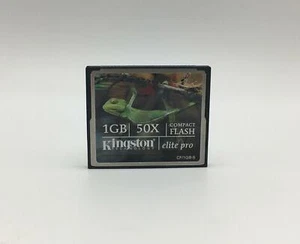 1GB 50X COMPACT FLASH
Kingston elite pro